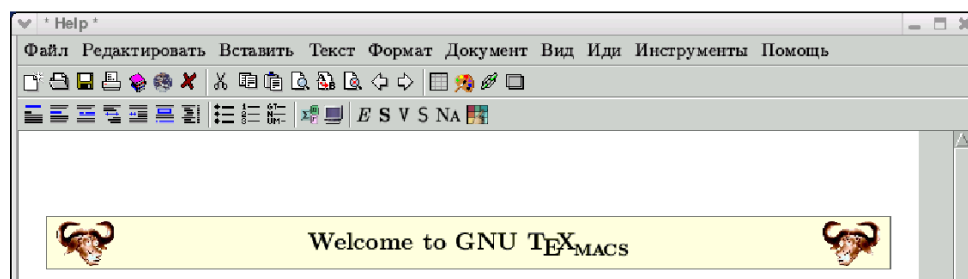 * Help *
Файл Редактировать Вставить Текст Формат Документ Вид Иди Инструменты Помощь
E S V S NA
Welcome to GNU TEXMACS